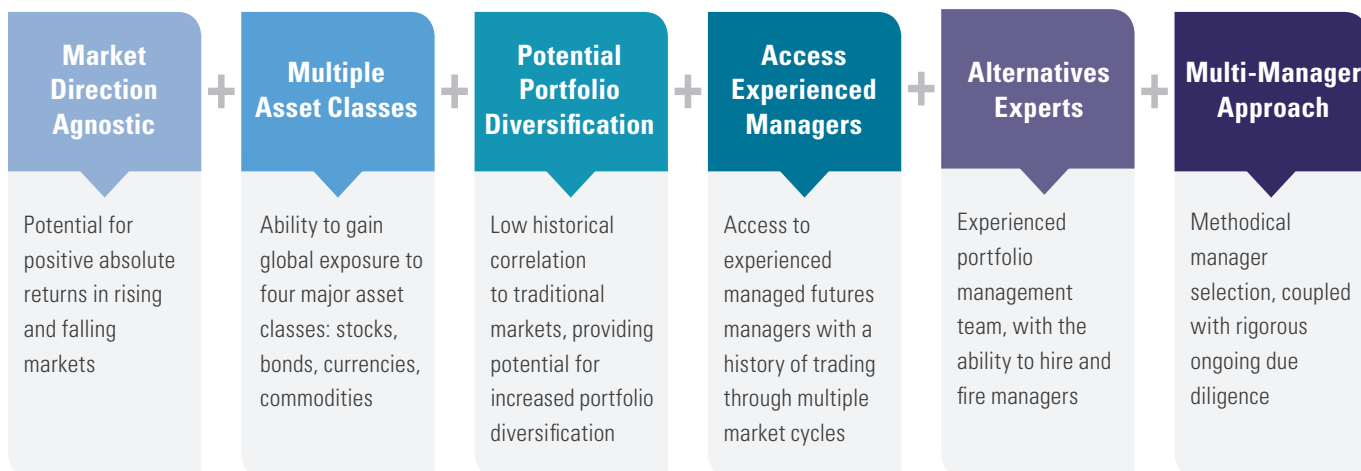 Market
Direction
Agnostic
Potential for
positive absolute
returns in rising
and falling
markets
+
Multiple
Asset Classes
Ability to gain
global exposure to
four major asset
classes: stocks,
bonds, currencies,
commodities
+
Potential
Portfolio
Diversification
Low historical
correlation
to traditional
markets, providing
potential for
increased portfolio
diversification
+
Access
Experienced
Managers
Access to
experienced
managed futures
managers with a
history of trading
through multiple
market cycles
+
Alternatives
Experts
Experienced
portfolio
management
team, with the
ability to hire and
fire managers
+
Multi-Manager
Approach
Methodical
manager
selection, coupled
with rigorous
ongoing due
diligence